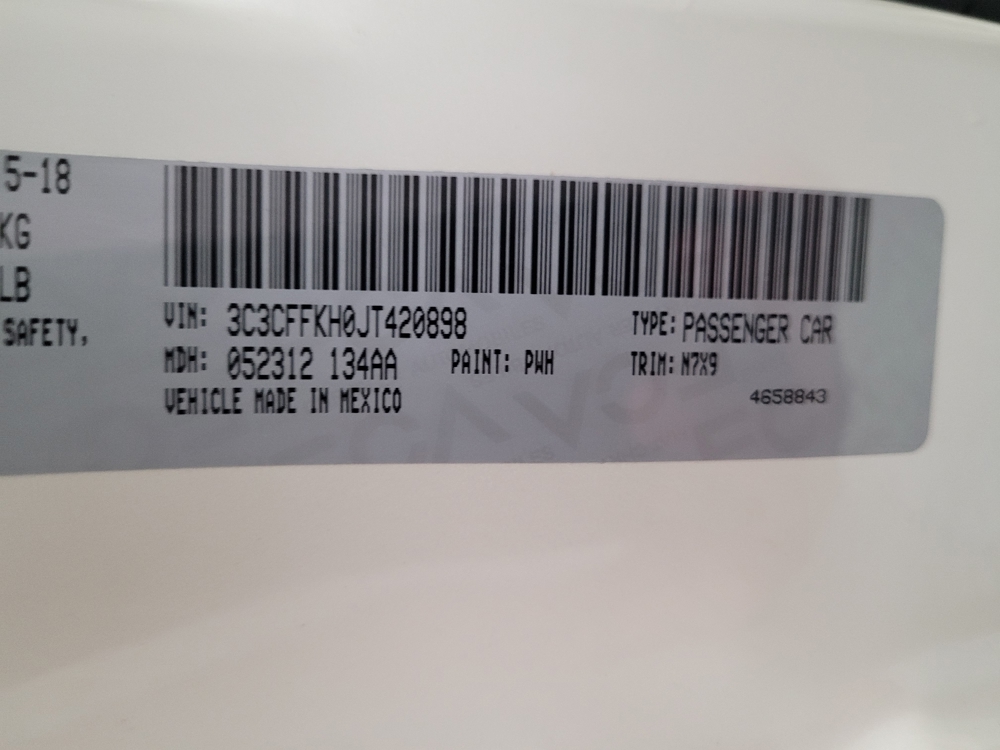 5-18
KG
LB
SAFETY,
VIN: 3C3CFFKH0JT420898
TYPE: PASSENGER CAR
MDH: 052312 134AA
PAINT: PWH
TRIM: N7X9
VEHICLE MADE IN MEXICO
4658843